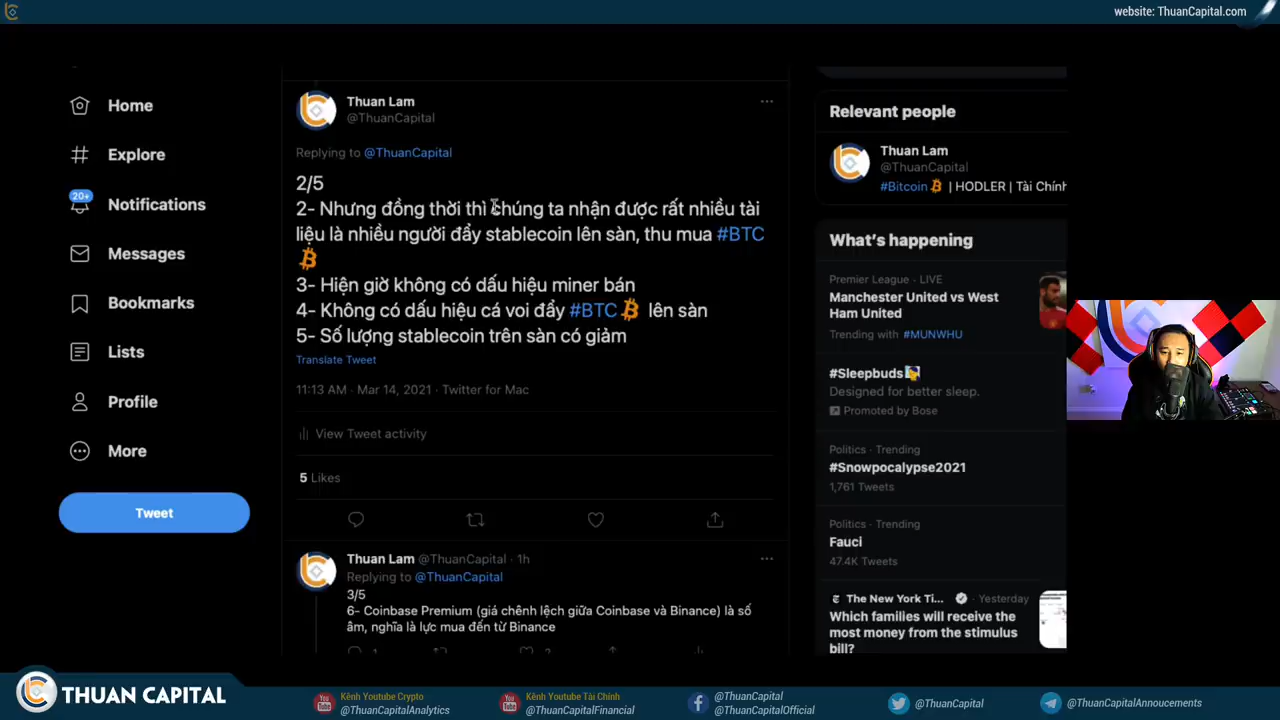 website: ThuanCapital.com
Home
Explore
20+
Notifications
Messages
Bookmarks
Lists
Profile
More
Tweet
Thuan Lam
@ThuanCapital
Replying to @ThuanCapital
2/5
2- Nhưng đồng thời thì chúng ta nhận được rất nhiều tài
liệu là nhiều người đẩy stablecoin lên sàn, thu mua #BTC
3- Hiện giờ không có dấu hiệu miner bán
4- Không có dấu hiệu cá voi đẩy #BTC lên sàn
5- Số lượng stablecoin trên sàn có giảm
Translate Tweet
11:13 AM · Mar 14, 2021 · Twitter for Mac
View Tweet activity
5 Likes
Thuan Lam @ThuanCapital · 1h
Replying to @ThuanCapital
3/5
6- Coinbase Premium (giá chênh lệch giữa Coinbase và Binance) là số
âm, nghĩa là lực mua đến từ Binance
Relevant people
Thuan Lam
@ThuanCapital
#Bitcoin | HODLER | Tài Chính
What's happening
Premier League · LIVE
Manchester United vs West
Ham United
Trending with #MUNWHU
#Sleepbuds
Designed for better sleep.
Promoted by Bose
Politics · Trending
#Snowpocalypse2021
1,761 Tweets
Politics · Trending
Fauci
47.4K Tweets
The New York Ti... · Yesterday
Which families will receive the
most money from the stimulus
bill?
THUAN CAPITAL
Kênh Youtube Crypto
@ThuanCapitalAnalytics
Kênh Youtube Tài Chính
@ThuanCapitalFinancial
@ThuanCapital
@ThuanCapitalOfficial
@ThuanCapital
@ThuanCapitalAnnoucements